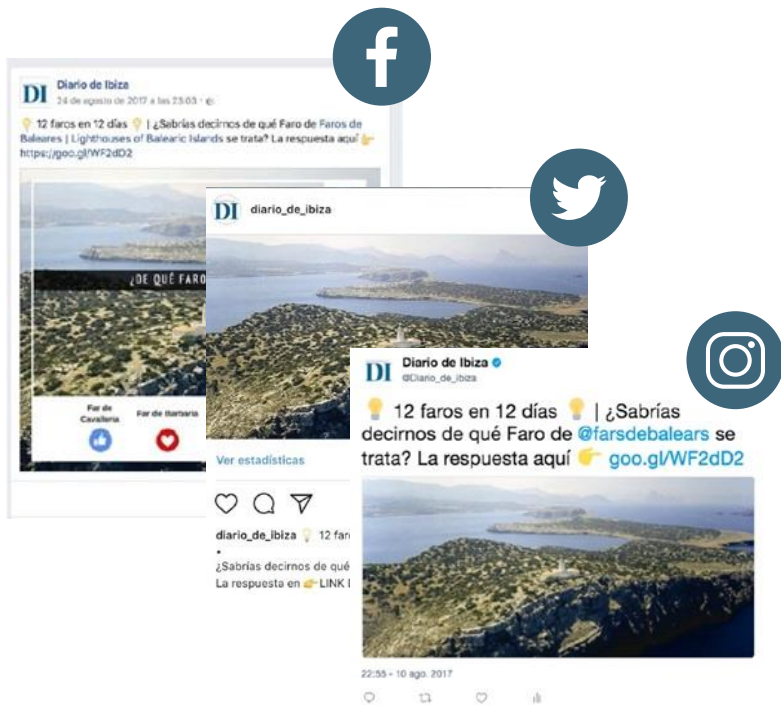 DI
Diario de Ibiza
24 de agosto de 2017 a las 23:03
12 faros en 12 días | ¿Sabrías decirnos de qué Faro de Faros de
Baleares | Lighthouses of Balearic Islands se trata? La respuesta aquí
https://goo.gl/WF2dD2
¿DE QUÉ FARO
Far de
Cavalleria
Far de Barbaria
DI
diario_de_ibiza
Ver estadísticas
diario_de_ibiza 12 far
¿Sabrías decirnos de qué
La respuesta en LINK
DI
Diario de Ibiza
@Diario_de_ibiza
12 faros en 12 días | ¿Sabrías
decirnos de qué Faro de @farsdebalears se
trata? La respuesta aquí goo.gl/WF2dD2
22:55 - 10 ago. 2017